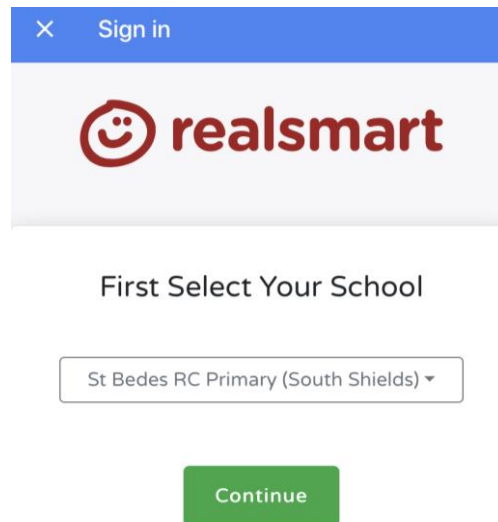 × Sign in
realsmart
First Select Your School
St Bedes RC Primary (South Shields)
Continue